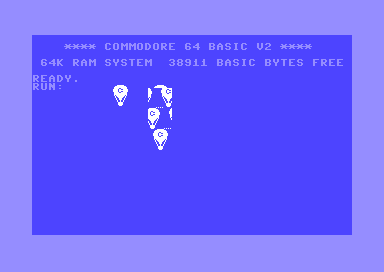 **** COMMODORE 64 BASIC V2 ****
64K RAM SYSTEM  38911 BASIC BYTES FREE
READY.
RUN:
C
C
C
C